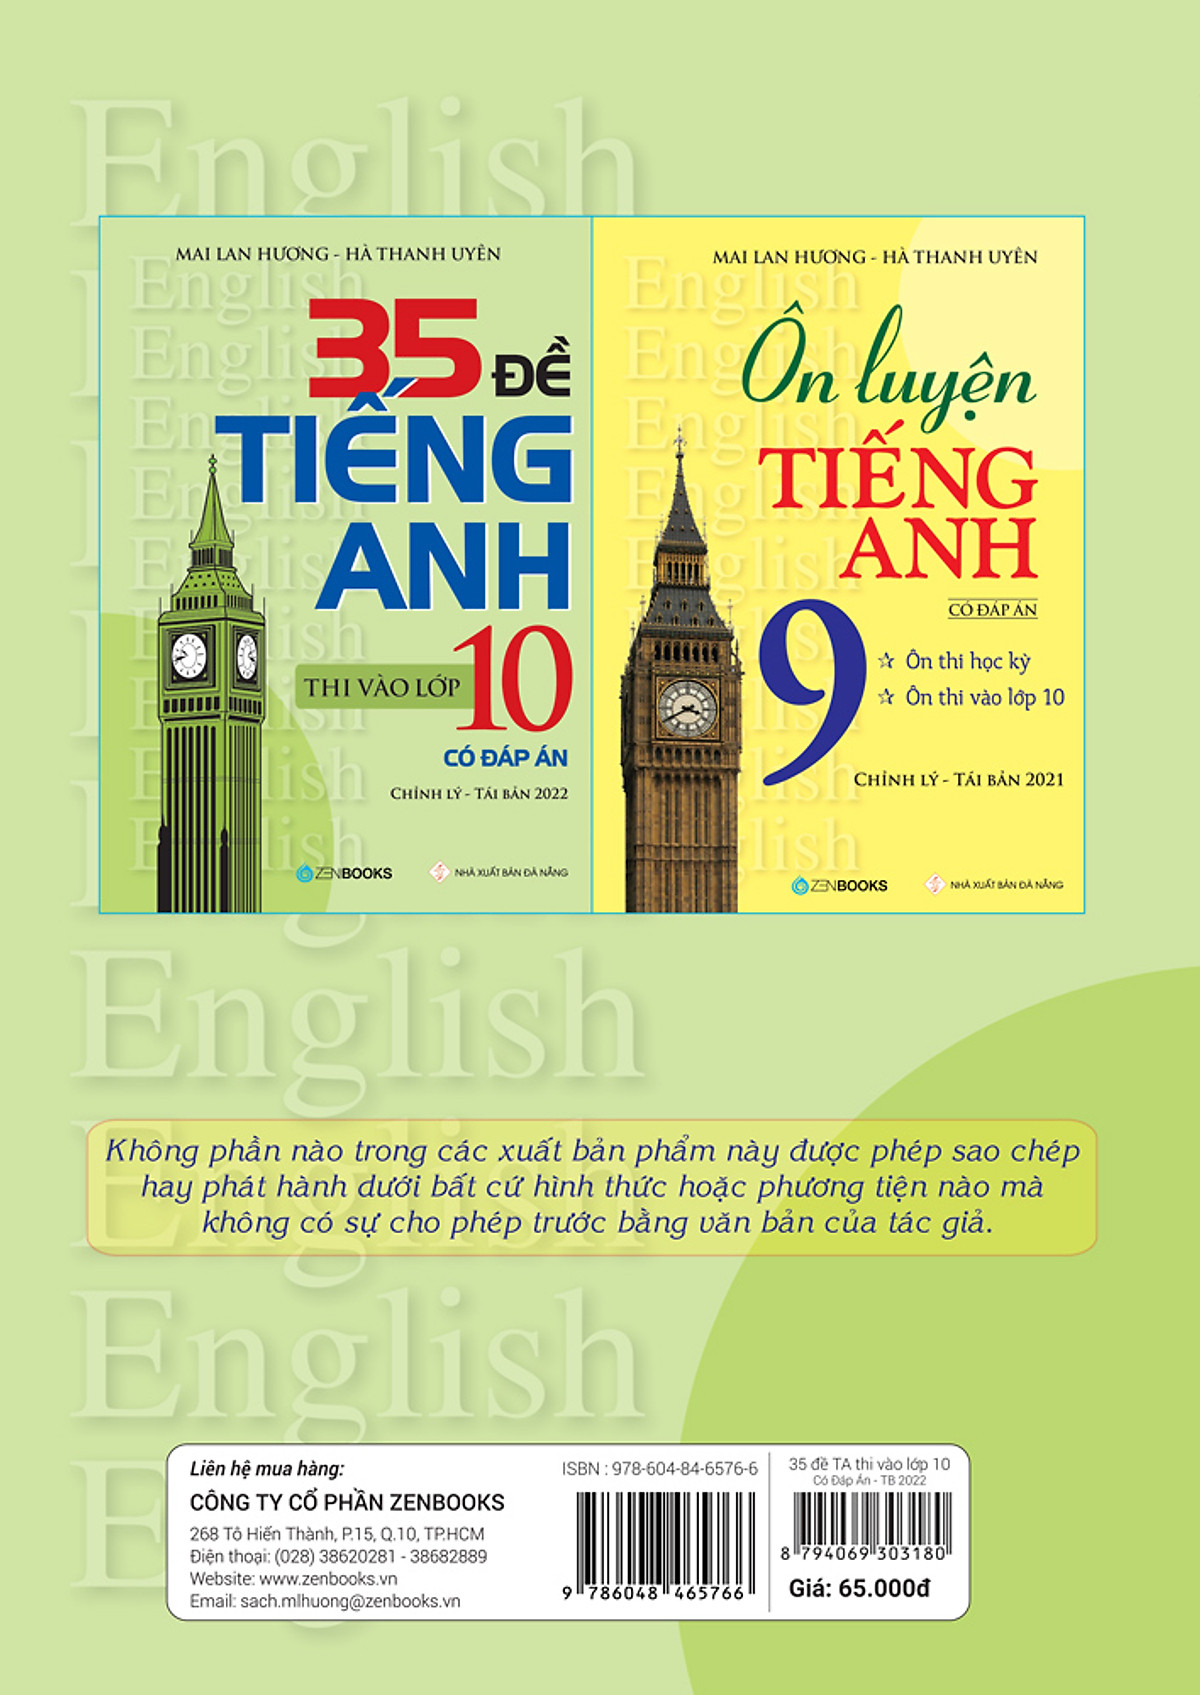 English
MAI LAN HƯƠNG - HÀ THANH UYÊN
35 ĐỀ
TIẾNG
ANH
THI VÀO LỚP 10
CÓ ĐÁP ÁN
CHỈNH LÝ - TÁI BẢN 2022
ZENBOOKS
NHÀ XUẤT BẢN ĐÀ NẴNG
MAI LAN HƯƠNG - HÀ THANH UYÊN
Ôn luyện
TIẾNG
ANH
CÓ ĐÁP ÁN
9
☆ Ôn thi học kỳ
☆ Ôn thi vào lớp 10
CHỈNH LÝ - TÁI BẢN 2021
ZENBOOKS
NHÀ XUẤT BẢN ĐÀ NẴNG
English
Không phần nào trong các xuất bản phẩm này được phép sao chép
hay phát hành dưới bất cứ hình thức hoặc phương tiện nào mà
không có sự cho phép trước bằng văn bản của tác giả.
English
Liên hệ mua hàng:
CÔNG TY CỔ PHẦN ZENBOOKS
268 Tô Hiến Thành, P.15, Q.10, TP.HCM
Điện thoại: (028) 38620281 - 38682889
Website: www.zenbooks.vn
Email: sach.mlhuong@zenbooks.vn
ISBN : 978-604-84-6576-6
9 786048 465766
35 đề TA thi vào lớp 10
Có Đáp Án - TB 2022
8 794069 303180
Giá: 65.000đ